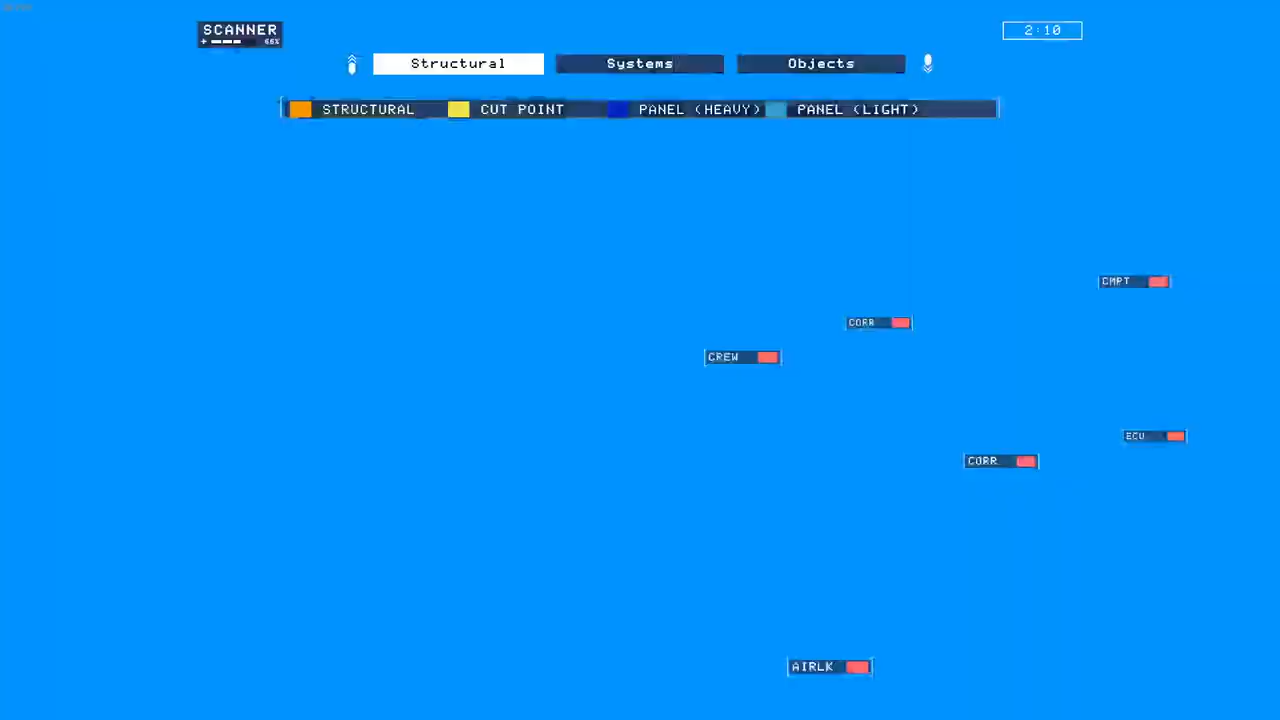 SCANNER
66%
2:10
Structural
Systems
Objects
STRUCTURAL
CUT POINT
PANEL (HEAVY)
PANEL (LIGHT)
CMPT
CORR
CREW
ECU
CORR
AIRLK